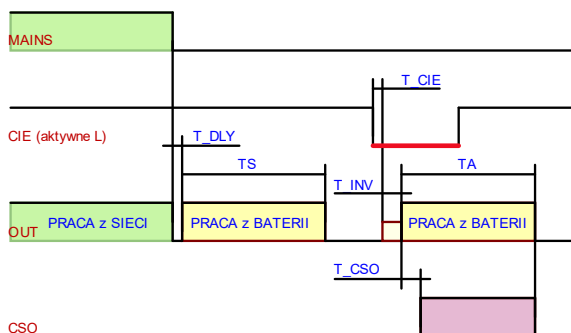 MAINS
T_CIE
CIE (aktywne L)
T_DLY
TS
TA
T_INV
PRACA z SIECI
PRACA z BATERII
PRACA z BATERII
OUT
T_CSO
CSO